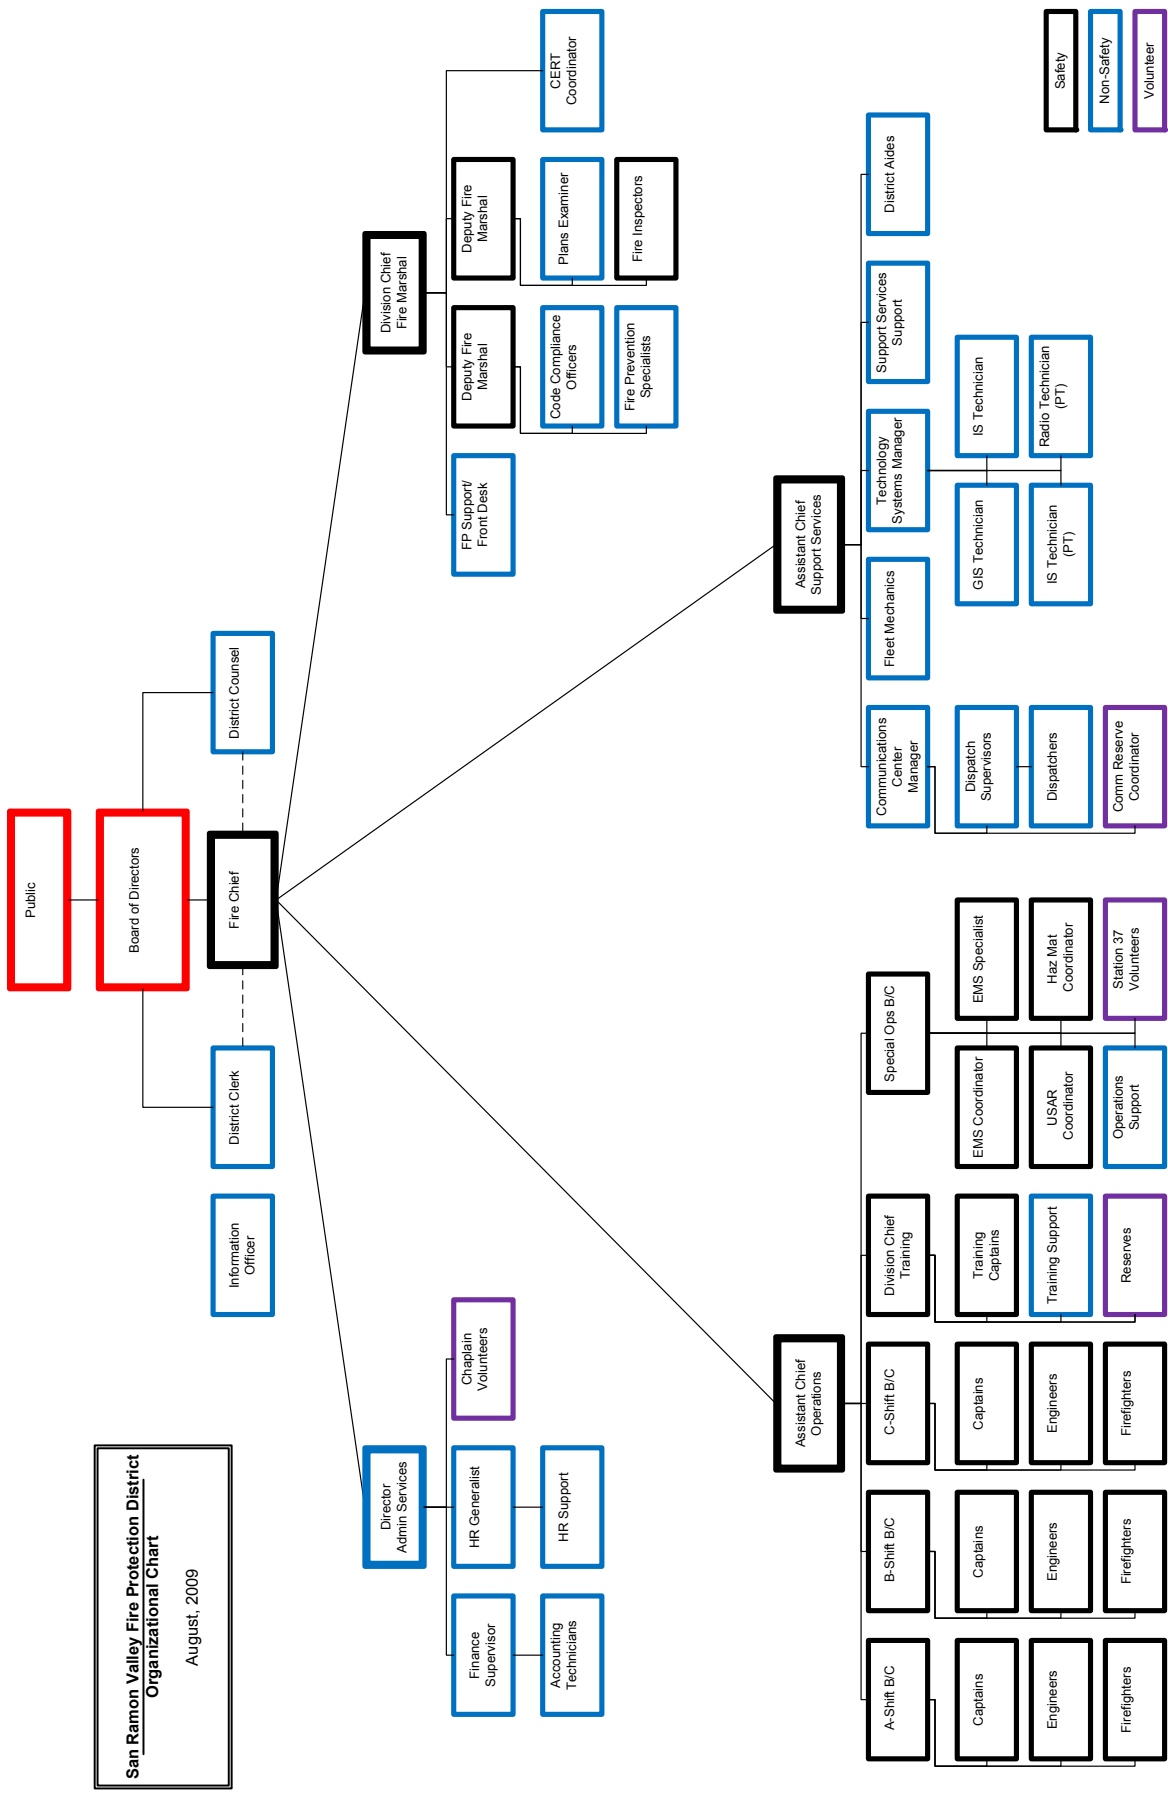 San Ramon Valley Fire Protection District
Organizational Chart
August, 2009
Public
Board of Directors
Information
Officer
District Clerk
Fire Chief
District Counsel
Director
Admin Services
Division Chief
Fire Marshal
Finance
Supervisor
HR Generalist
Chaplain
Volunteers
FP Support/
Front Desk
Deputy Fire
Marshal
Deputy Fire
Marshal
Accounting
Technicians
HR Support
Code Compliance
Officers
Plans Examiner
CERT
Coordinator
Fire Prevention
Specialists
Fire Inspectors
Assistant Chief
Operations
Assistant Chief
Support Services
A-Shift B/C
B-Shift B/C
C-Shift B/C
Division Chief
Training
Special Ops B/C
Communications
Center
Manager
Fleet Mechanics
Technology
Systems Manager
Support Services
Support
District Aides
Captains
Captains
Captains
Training
Captains
EMS Coordinator
EMS Specialist
Dispatch
Supervisors
GIS Technician
IS Technician
Engineers
Engineers
Engineers
Training Support
USAR
Coordinator
Haz Mat
Coordinator
Dispatchers
IS Technician
(PT)
Radio Technician
(PT)
Firefighters
Firefighters
Firefighters
Reserves
Operations
Support
Station 37
Volunteers
Comm Reserve
Coordinator
Safety
Non-Safety
Volunteer